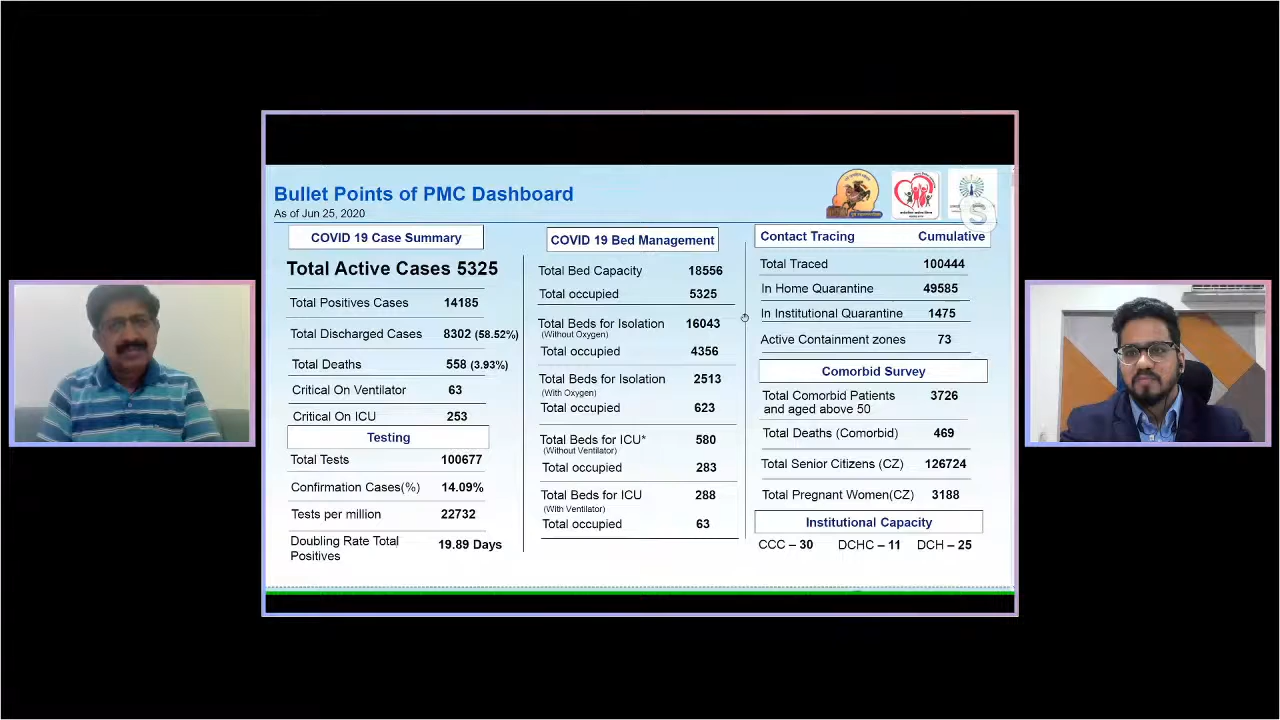 Bullet Points of PMC Dashboard
As of Jun 25, 2020
COVID 19 Case Summary
Total Active Cases 5325
Total Positives Cases 14185
Total Discharged Cases 8302 (58.52%)
Total Deaths 558 (3.93%)
Critical On Ventilator 63
Critical On ICU 253
Testing
Total Tests 100677
Confirmation Cases(%) 14.09%
Tests per million 22732
Doubling Rate Total 19.89 Days
Positives
COVID 19 Bed Management
Total Bed Capacity 18556
Total occupied 5325
Total Beds for Isolation 16043
(Without Oxygen)
Total occupied 4356
Total Beds for Isolation 2513
(With Oxygen)
Total occupied 623
Total Beds for ICU* 580
(Without Ventilator)
Total occupied 283
Total Beds for ICU 288
(With Ventilator)
Total occupied 63
Contact Tracing Cumulative
Total Traced 100444
In Home Quarantine 49585
In Institutional Quarantine 1475
Active Containment zones 73
Comorbid Survey
Total Comorbid Patients 3726
and aged above 50
Total Deaths (Comorbid) 469
Total Senior Citizens (CZ) 126724
Total Pregnant Women(CZ) 3188
Institutional Capacity
CCC – 30 DCHC – 11 DCH – 25
S